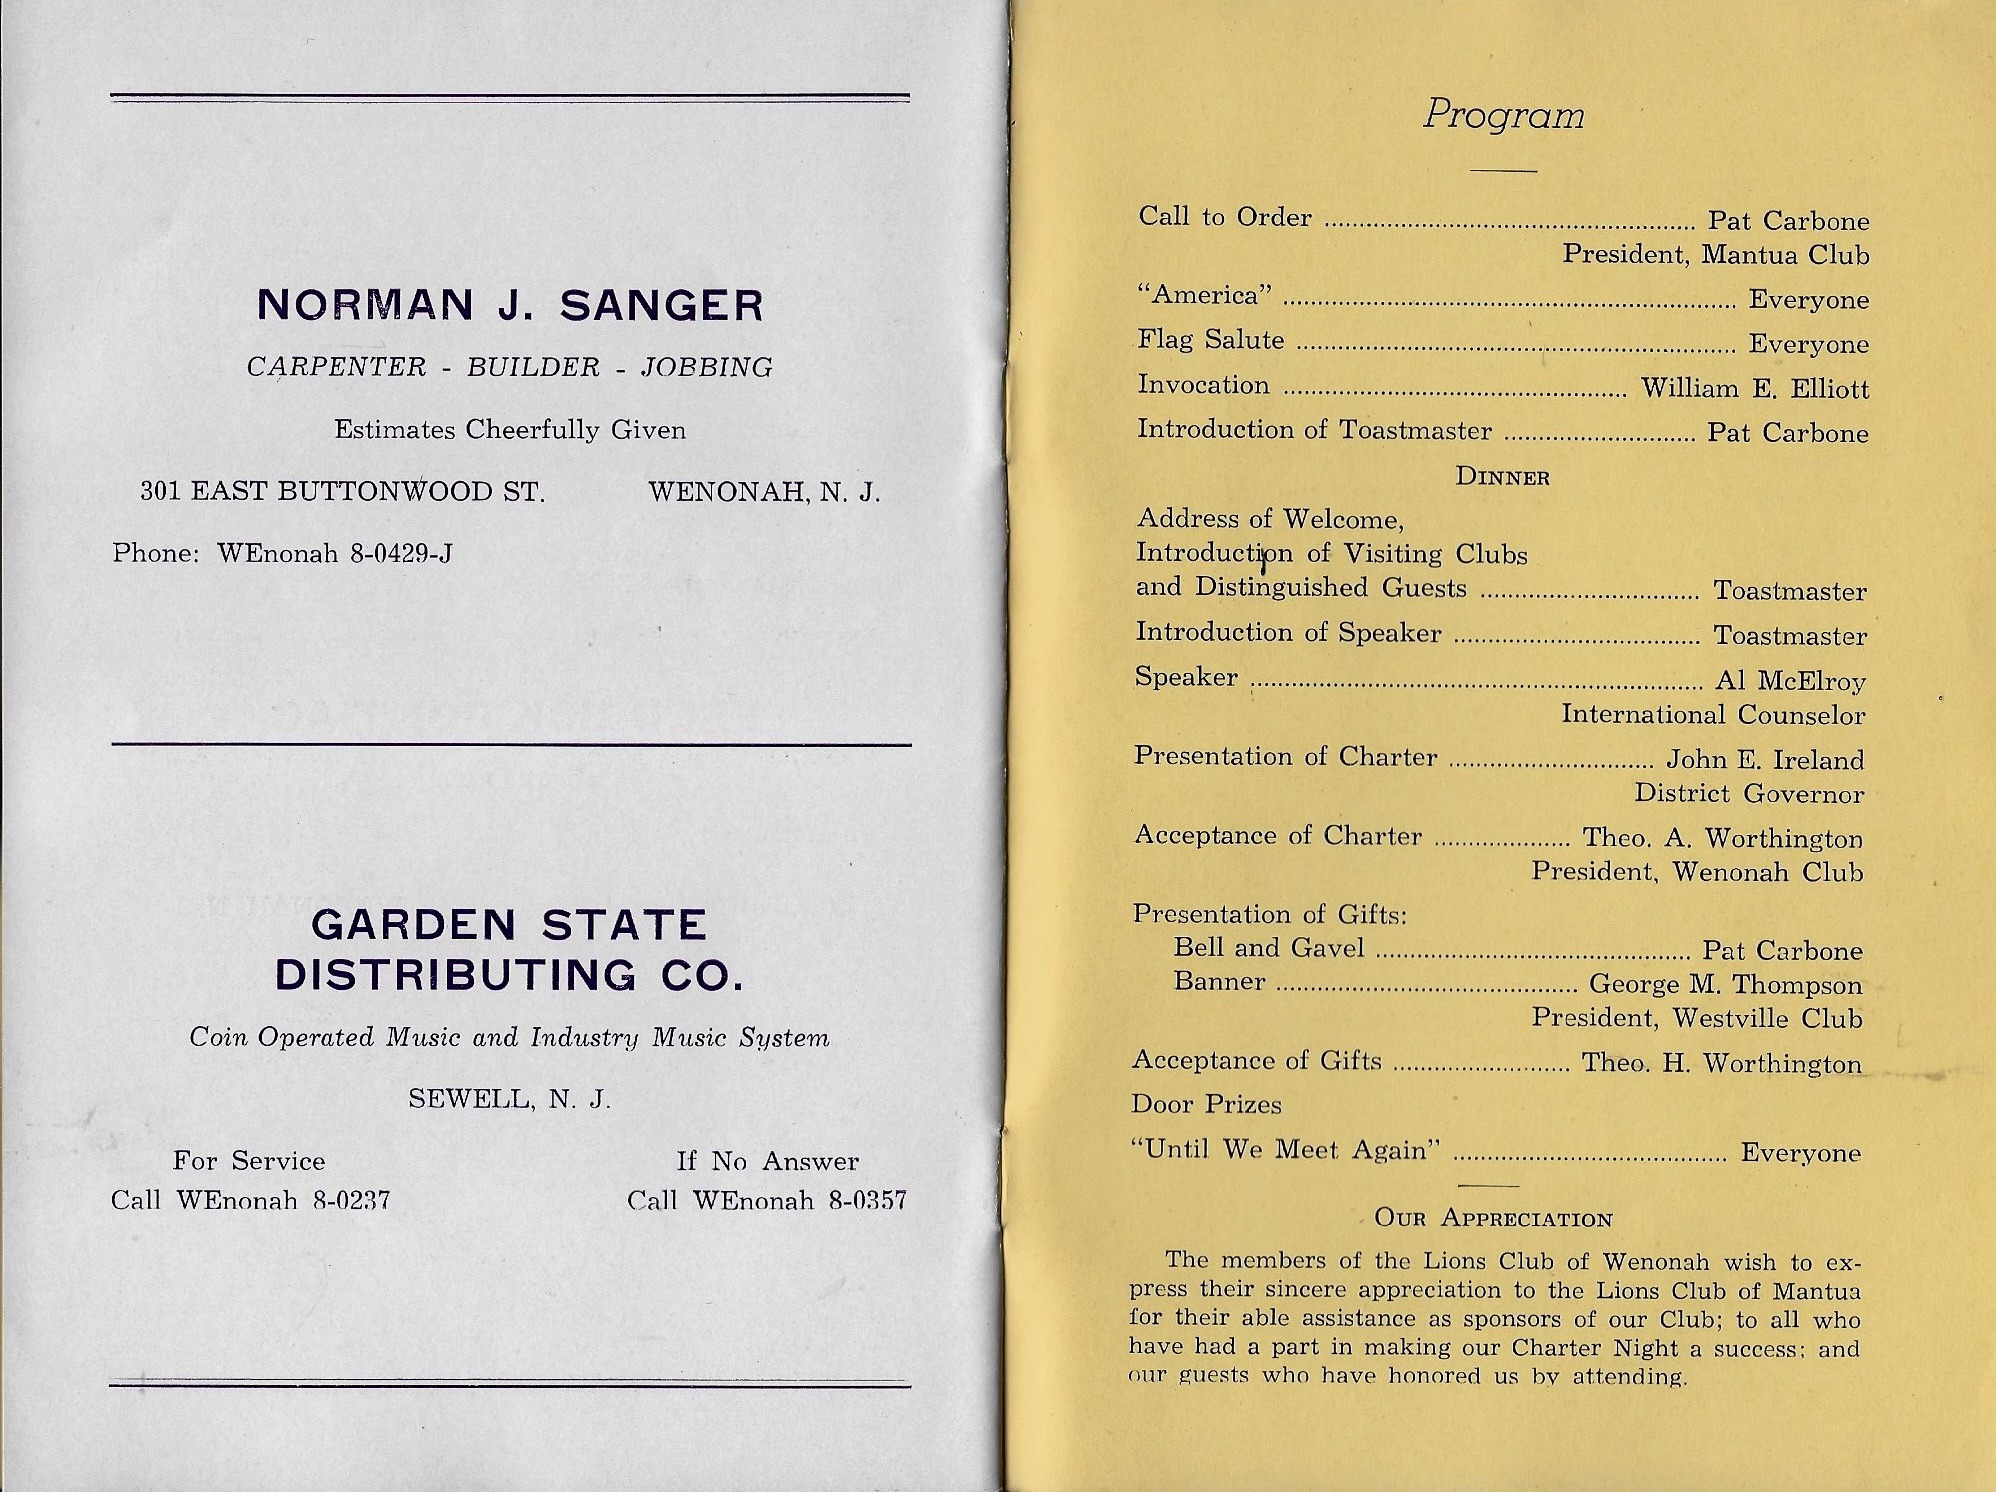 NORMAN J. SANGER
CARPENTER - BUILDER - JOBBING
Estimates Cheerfully Given
301 EAST BUTTONWOOD ST. WENONAH, N. J.
Phone: WEnonah 8-0429-J
GARDEN STATE
DISTRIBUTING CO.
Coin Operated Music and Industry Music System
SEWELL, N. J.
For Service If No Answer
Call WEnonah 8-0237 Call WEnonah 8-0357
Program
Call to Order ........ Pat Carbone
President, Mantua Club
“America” ........ Everyone
Flag Salute ........ Everyone
Invocation ........ William E. Elliott
Introduction of Toastmaster ........ Pat Carbone
DINNER
Address of Welcome,
Introduction of Visiting Clubs
and Distinguished Guests ........ Toastmaster
Introduction of Speaker ........ Toastmaster
Speaker ........ Al McElroy
International Counselor
Presentation of Charter ........ John E. Ireland
District Governor
Acceptance of Charter ........ Theo. A. Worthington
President, Wenonah Club
Presentation of Gifts:
Bell and Gavel ........ Pat Carbone
Banner ........ George M. Thompson
President, Westville Club
Acceptance of Gifts ........ Theo. H. Worthington
Door Prizes
“Until We Meet Again” ........ Everyone
OUR APPRECIATION
The members of the Lions Club of Wenonah wish to ex-
press their sincere appreciation to the Lions Club of Mantua
for their able assistance as sponsors of our Club; to all who
have had a part in making our Charter Night a success; and
our guests who have honored us by attending.